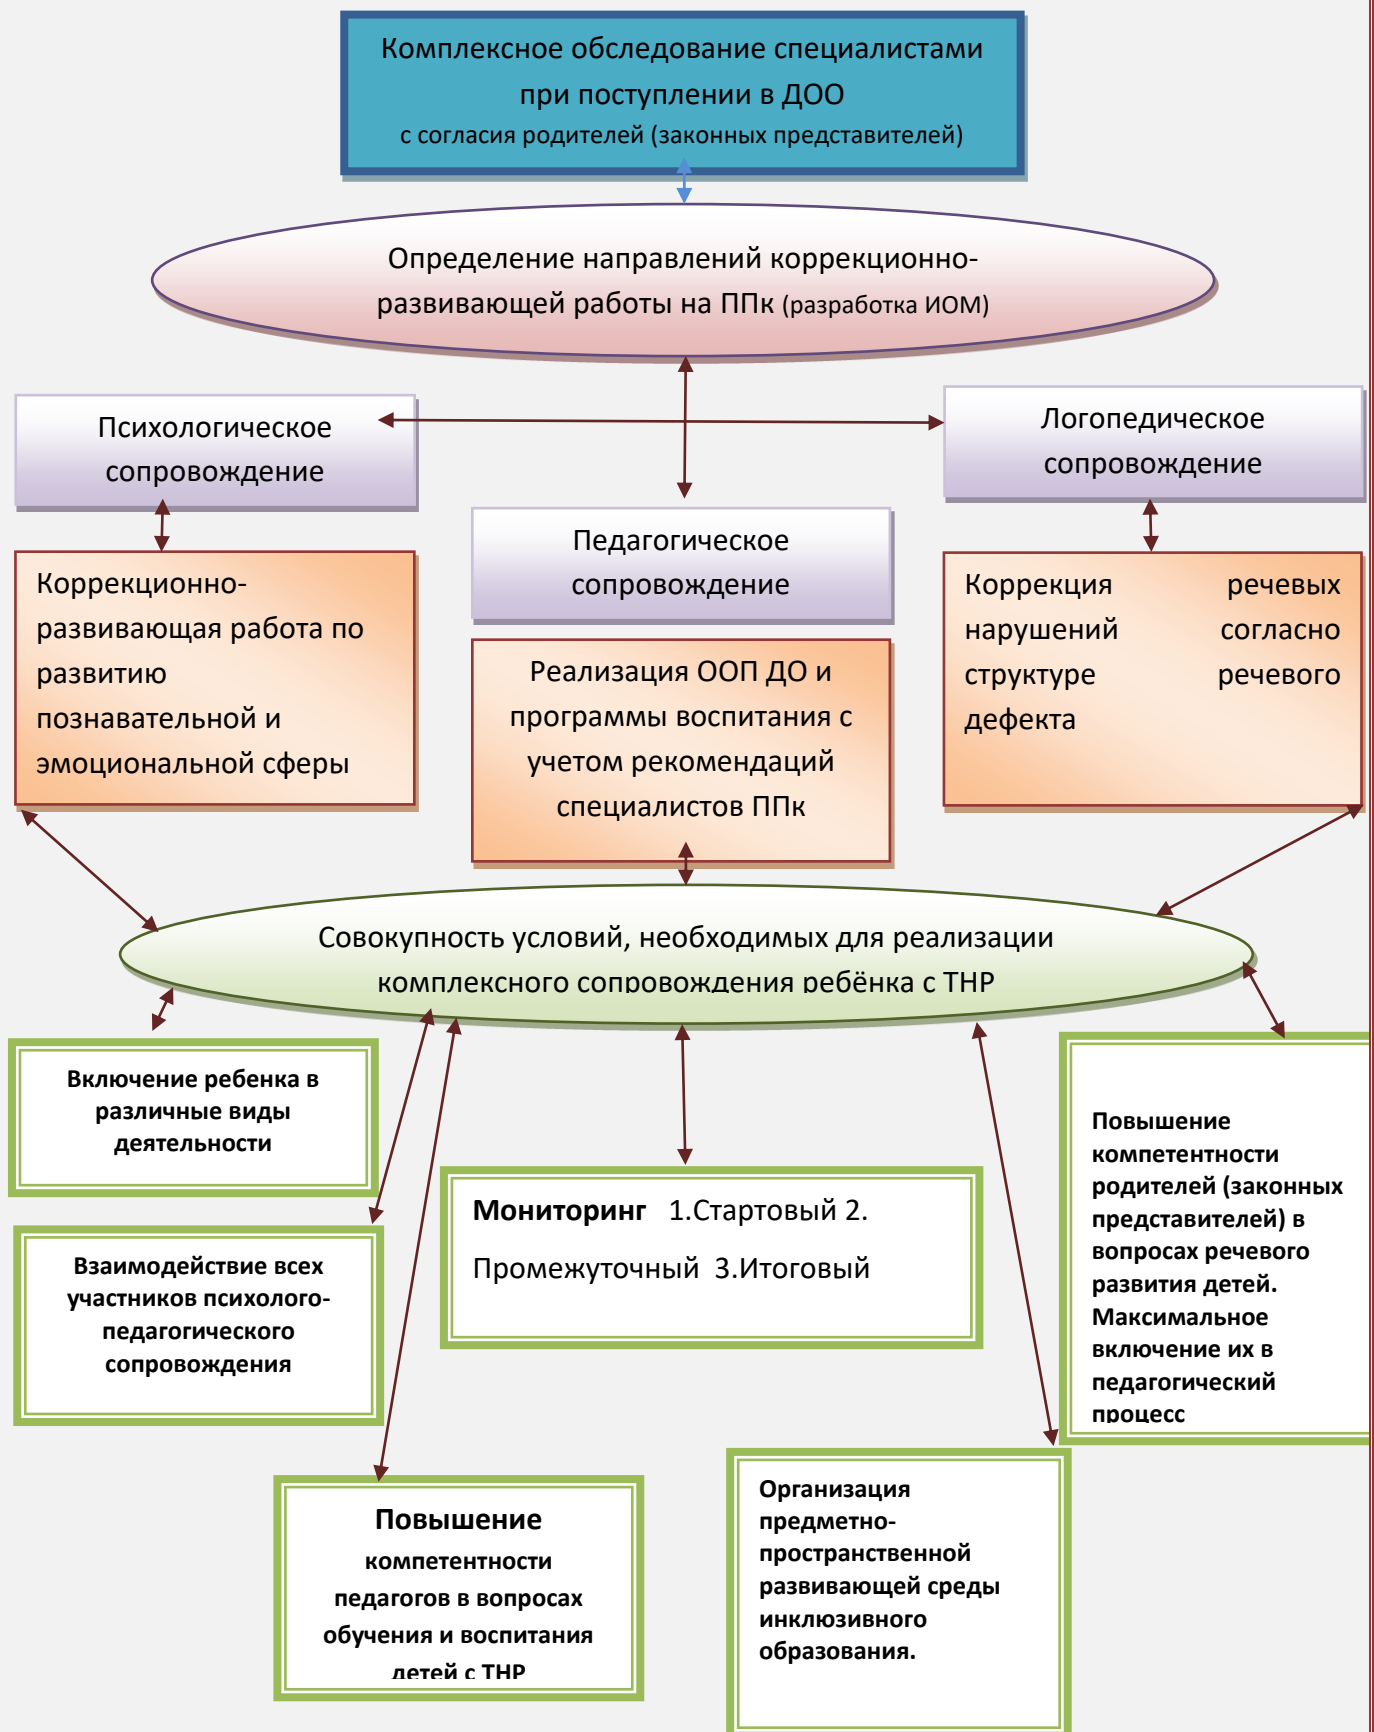 Комплексное обследование специалистами
при поступлении в ДОО
с согласия родителей (законных представителей)
Определение направлений коррекционно-
развивающей работы на ППк (разработка ИОМ)
Психологическое
сопровождение
Логопедическое
сопровождение
Педагогическое
сопровождение
Коррекционно-
развивающая работа по
развитию
познавательной и
эмоциональной сферы
Реализация ООП ДО и
программы воспитания с
учетом рекомендаций
специалистов ППк
Коррекция речевых
нарушений согласно
структуре речевого
дефекта
Совокупность условий, необходимых для реализации
комплексного сопровождения ребёнка с ТНР
Включение ребенка в
различные виды
деятельности
Взаимодействие всех
участников психолого-
педагогического
сопровождения
Мониторинг 1.Стартовый 2.
Промежуточный 3.Итоговый
Повышение
компетентности
родителей (законных
представителей) в
вопросах речевого
развития детей.
Максимальное
включение их в
педагогический
процесс
Повышение
компетентности
педагогов в вопросах
обучения и воспитания
детей с ТНР
Организация
предметно-
пространственной
развивающей среды
инклюзивного
образования.